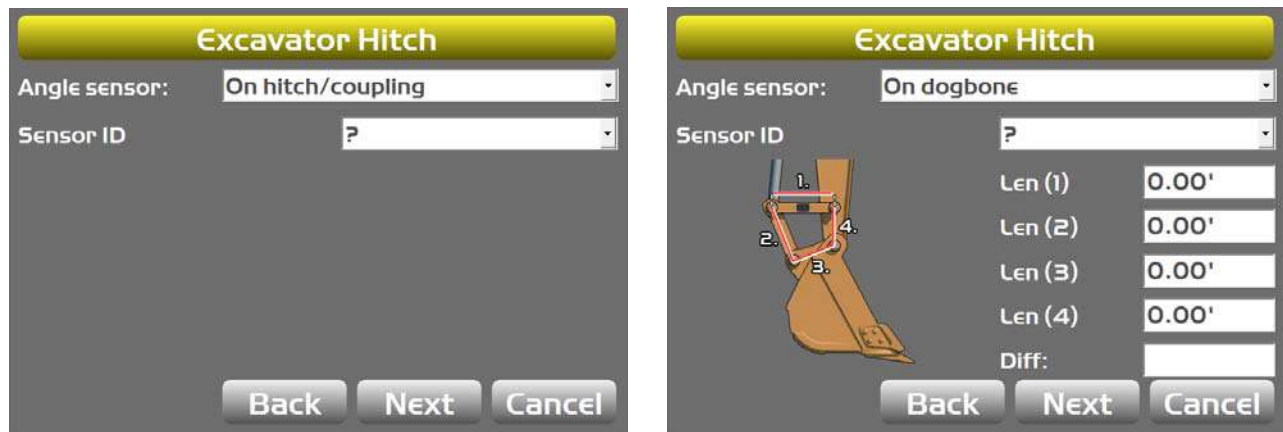 Excavator Hitch
Angle sensor: On hitch/coupling
Sensor ID ?
Back Next Cancel
Excavator Hitch
Angle sensor: On dogbone
Sensor ID ?
1.
2.
3.
4.
Len (1) 0.00'
Len (2) 0.00'
Len (3) 0.00'
Len (4) 0.00'
Diff:
Back Next Cancel